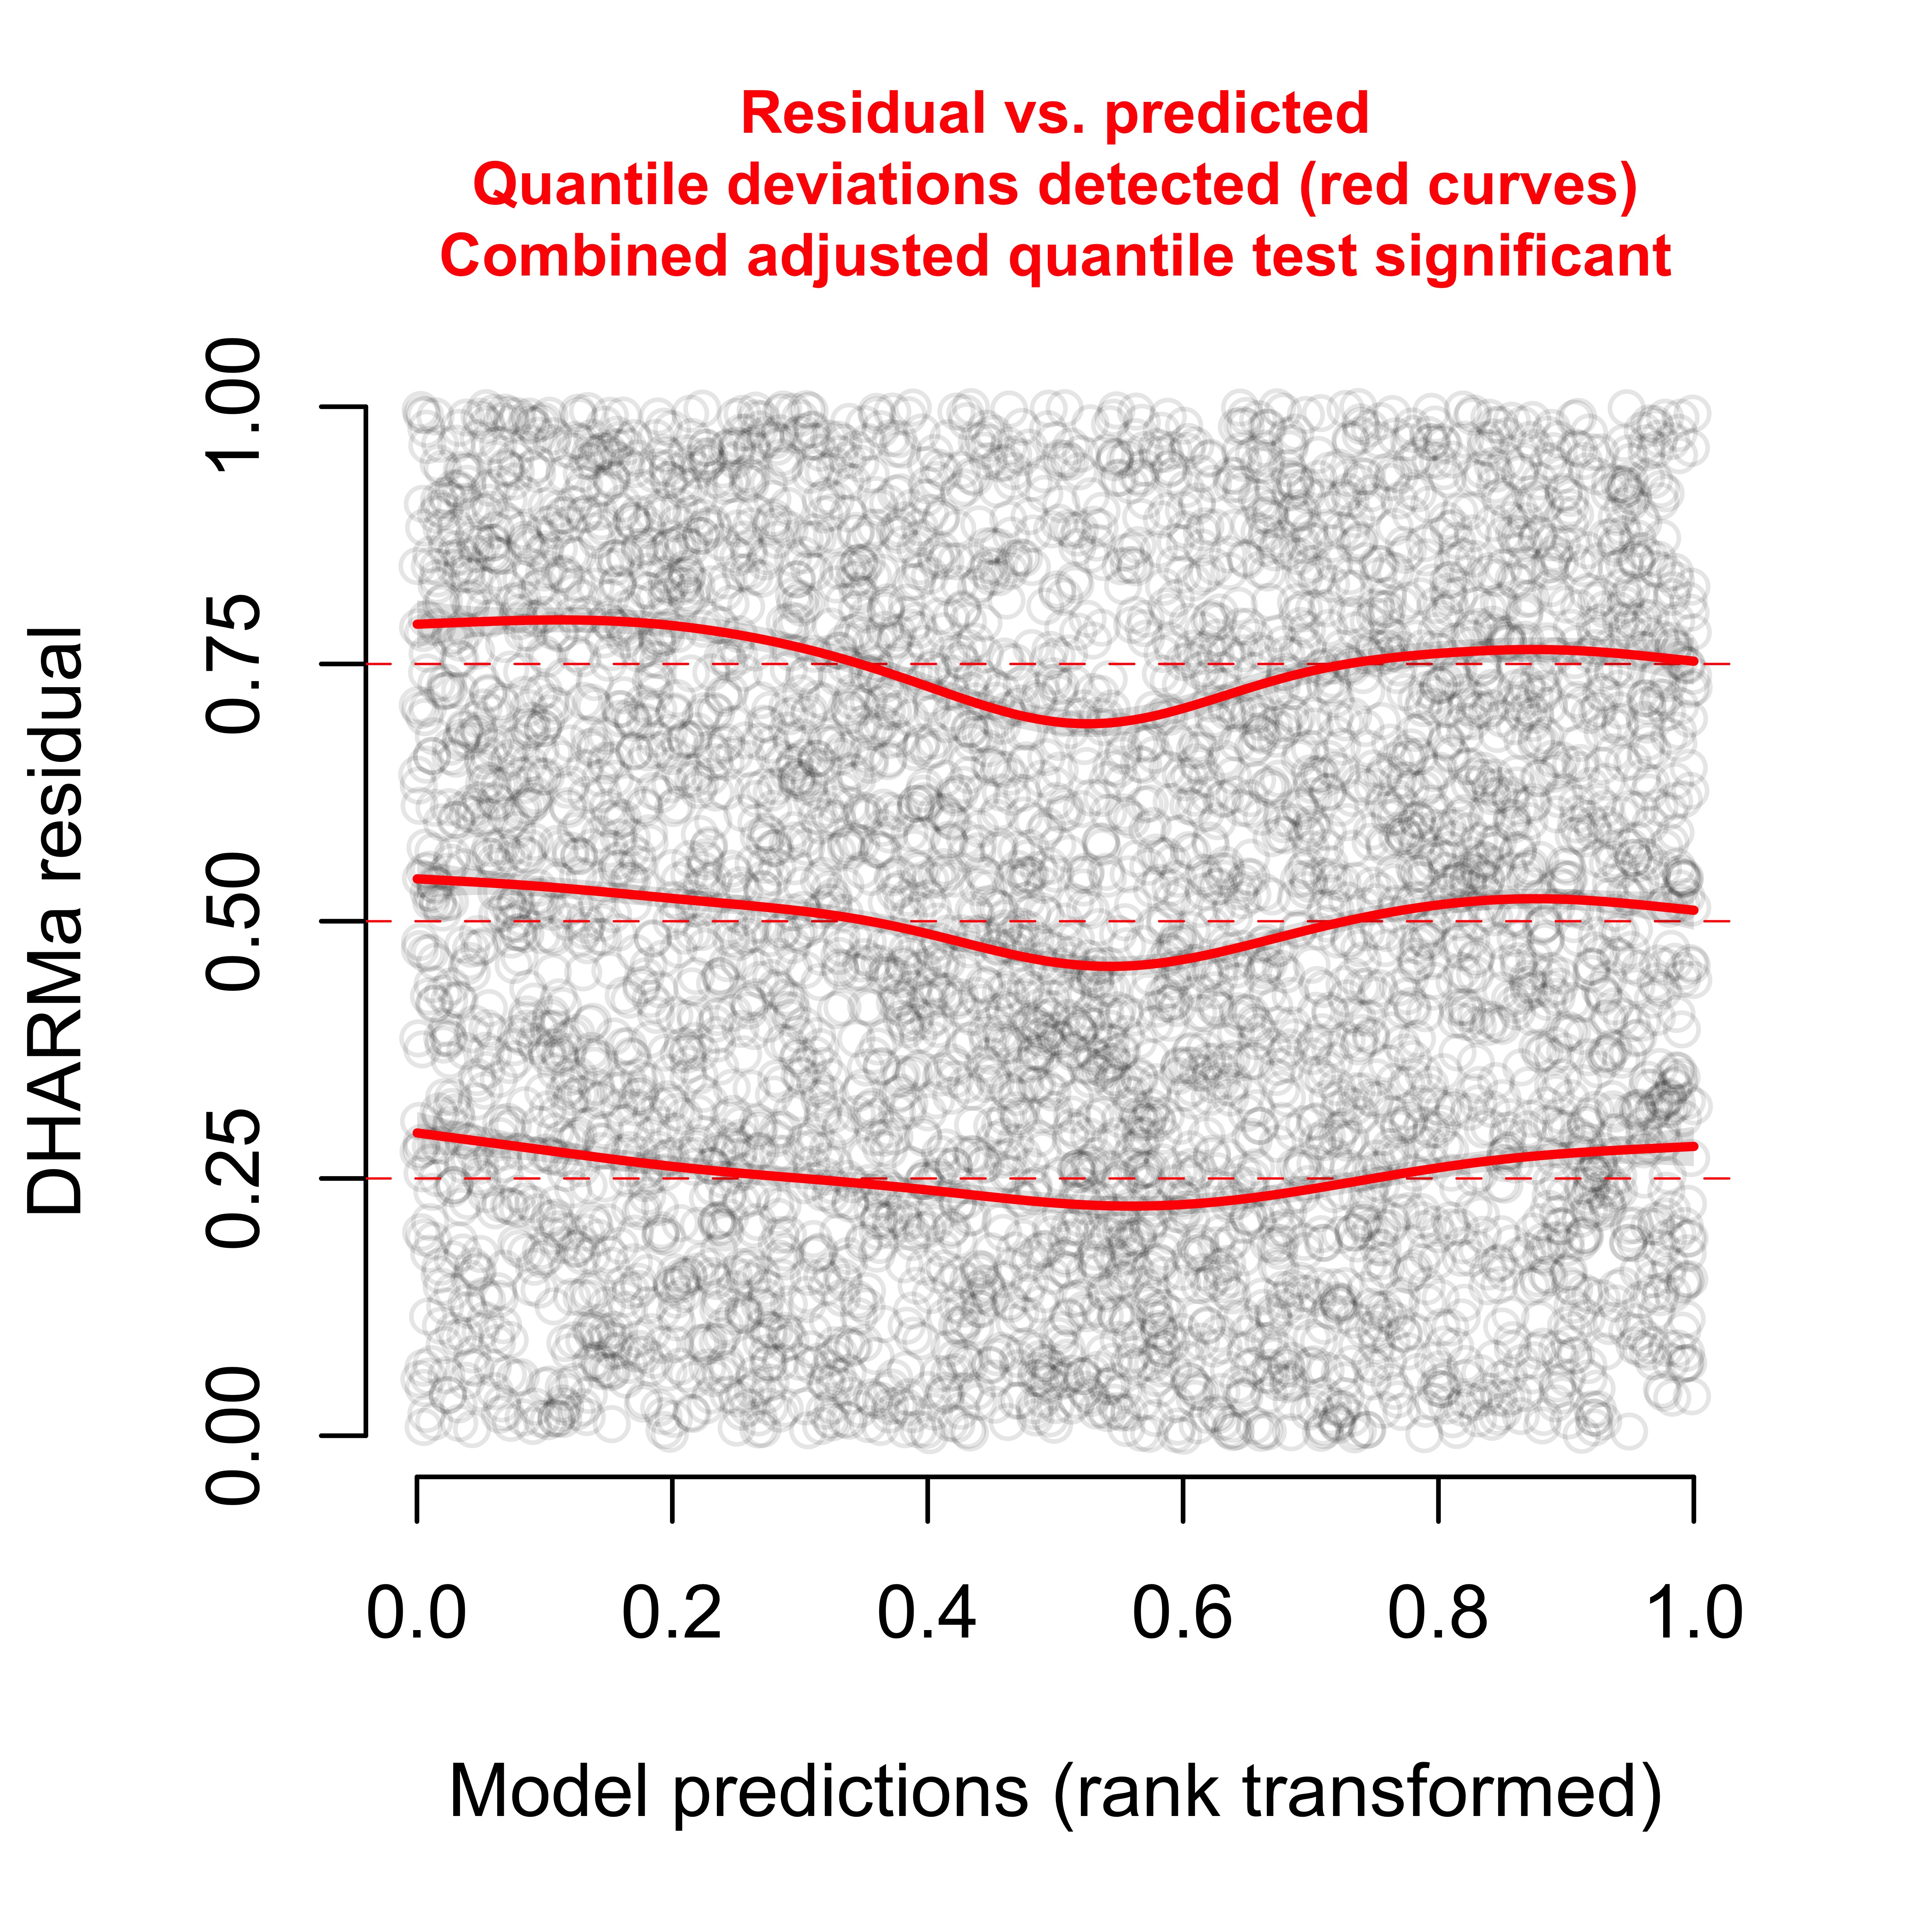 Residual vs. predicted
Quantile deviations detected (red curves)
Combined adjusted quantile test significant
1.00
0.75
0.50
0.25
0.00
DHARMa residual
0.0 0.2 0.4 0.6 0.8 1.0
Model predictions (rank transformed)